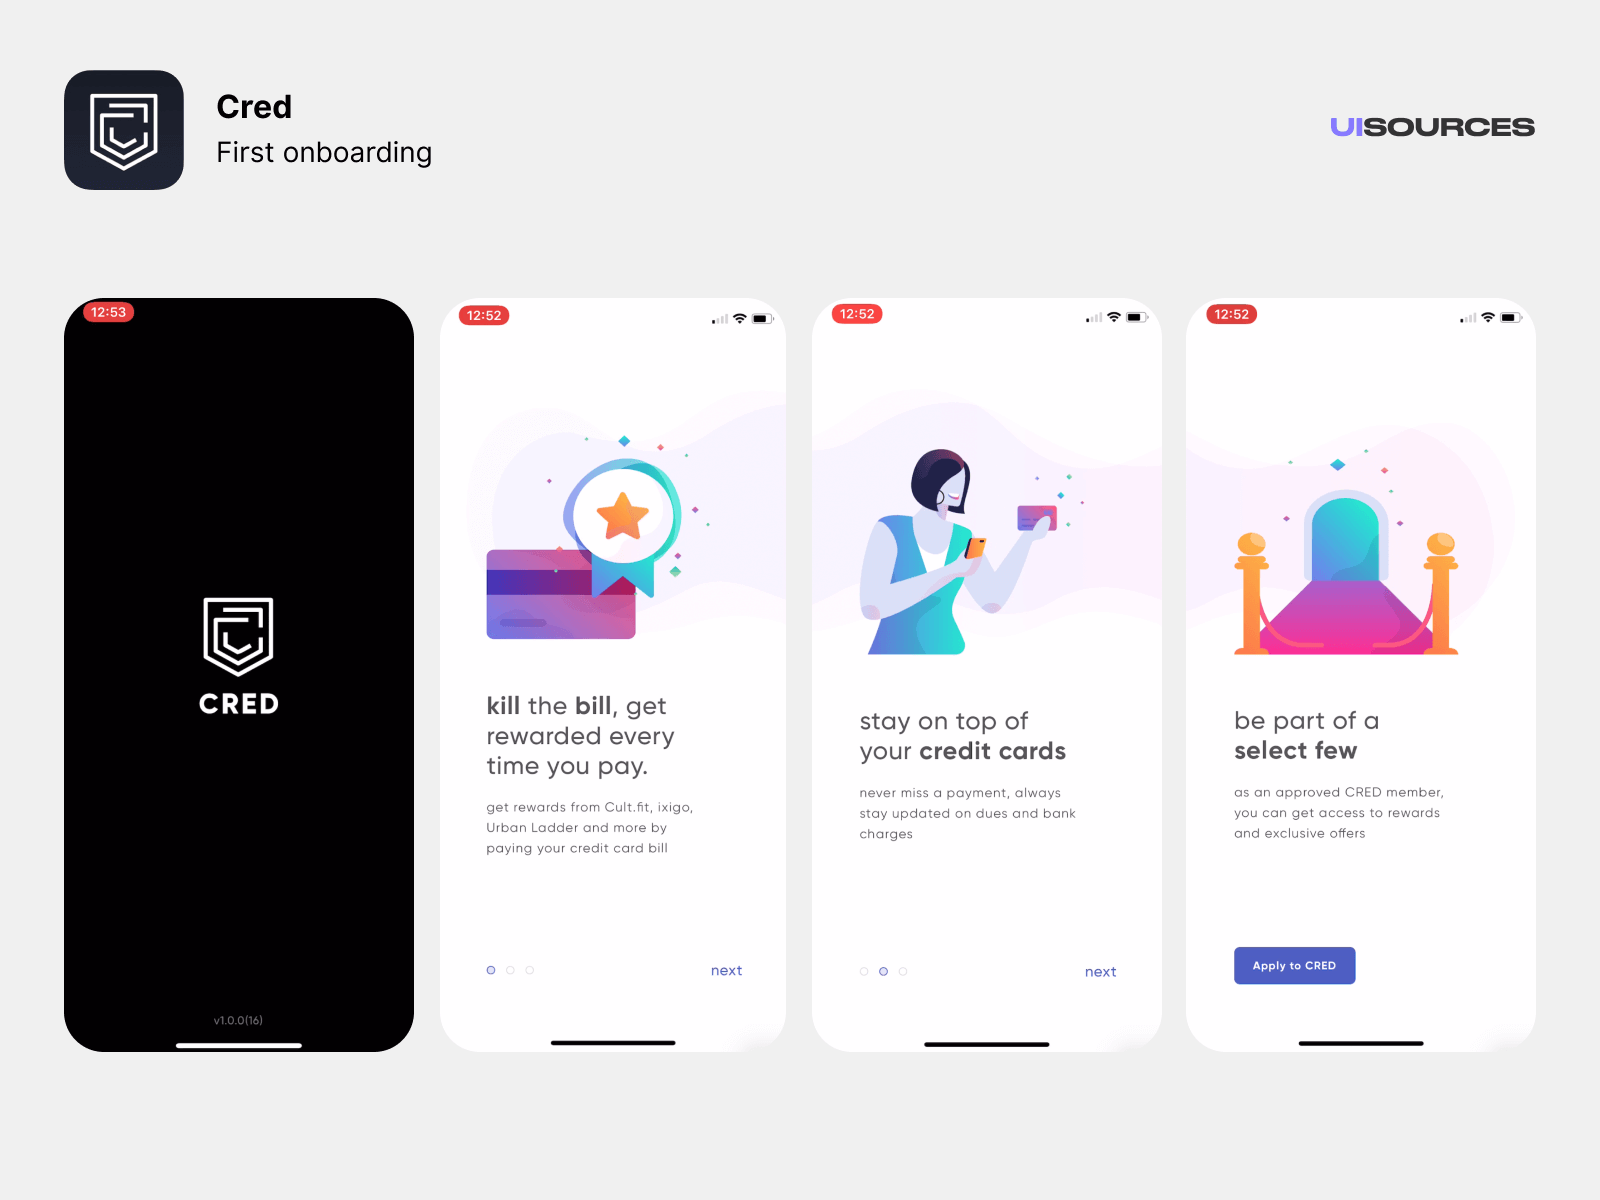 Cred
First onboarding
UISOURCES
12:53
CRED
v1.0.0(16)
12:52
kill the bill, get
rewarded every
time you pay.
get rewards from Cult.fit, ixigo,
Urban Ladder and more by
paying your credit card bill
next
12:52
stay on top of
your credit cards
never miss a payment, always
stay updated on dues and bank
charges
next
12:52
be part of a
select few
as an approved CRED member,
you can get access to rewards
and exclusive offers
Apply to CRED